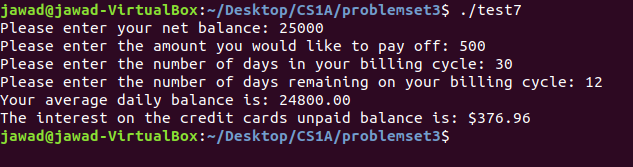 jawad@jawad-VirtualBox:~/Desktop/CS1A/problemset3$ ./test7
Please enter your net balance: 25000
Please enter the amount you would like to pay off: 500
Please enter the number of days in your billing cycle: 30
Please enter the number of days remaining on your billing cycle: 12
Your average daily balance is: 24800.00
The interest on the credit cards unpaid balance is: $376.96
jawad@jawad-VirtualBox:~/Desktop/CS1A/problemset3$